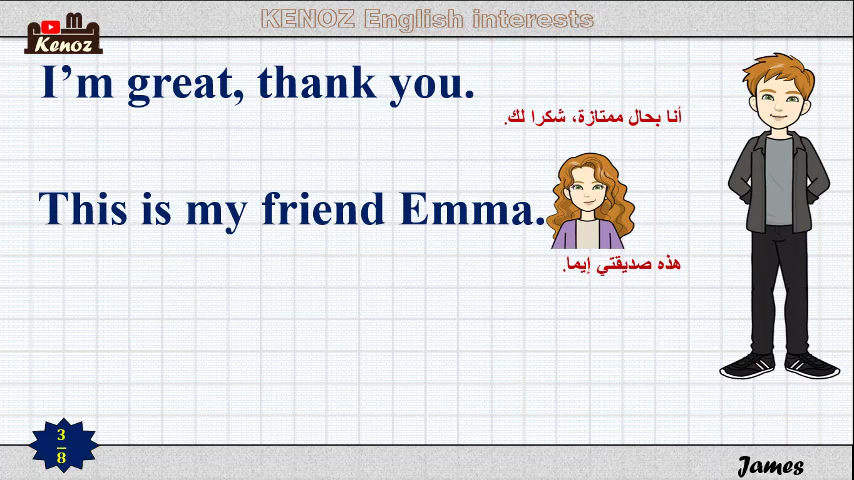 KENOZ English interests
Kenoz
I’m great, thank you.
أنا بحال ممتازة، شكرا لك.
This is my friend Emma.
هذه صديقتي إيما.
3
8
James